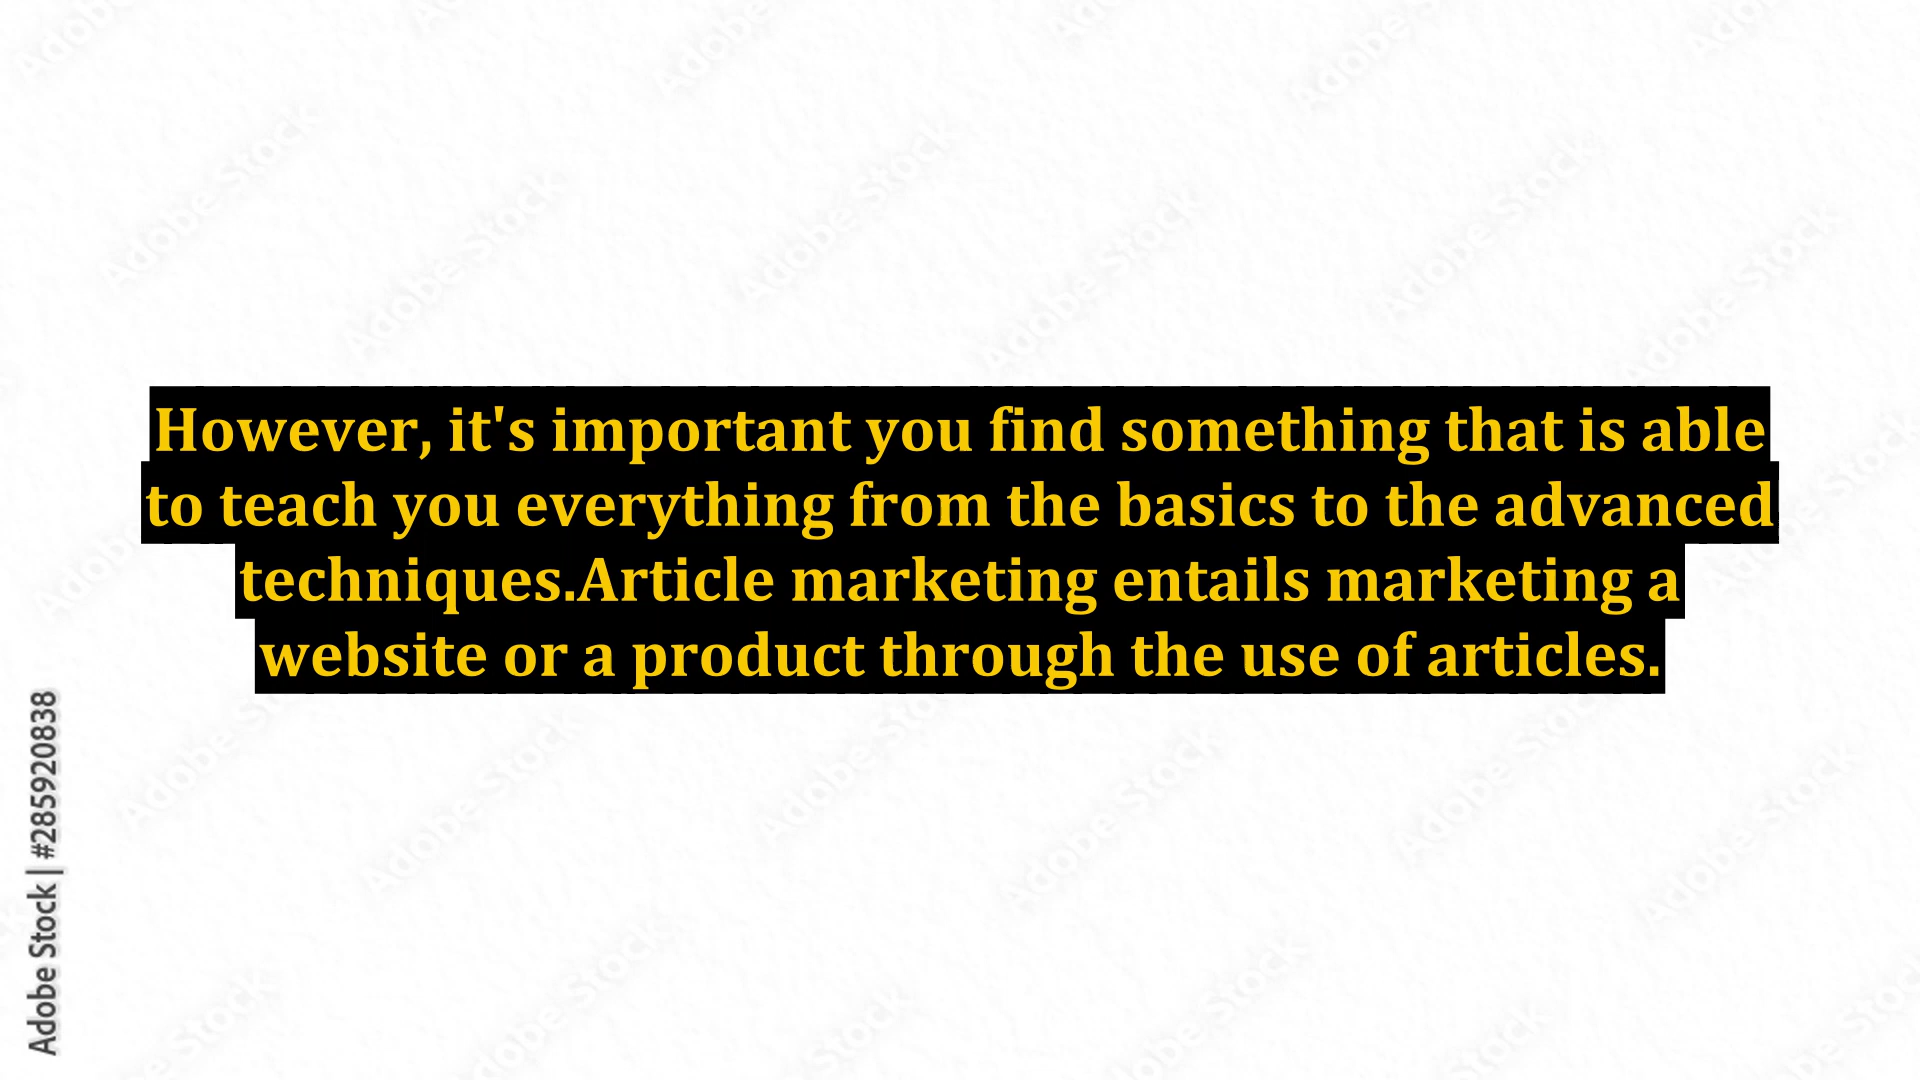 However, it's important you find something that is able
to teach you everything from the basics to the advanced
techniques.Article marketing entails marketing a
website or a product through the use of articles.
Adobe Stock | #285920838